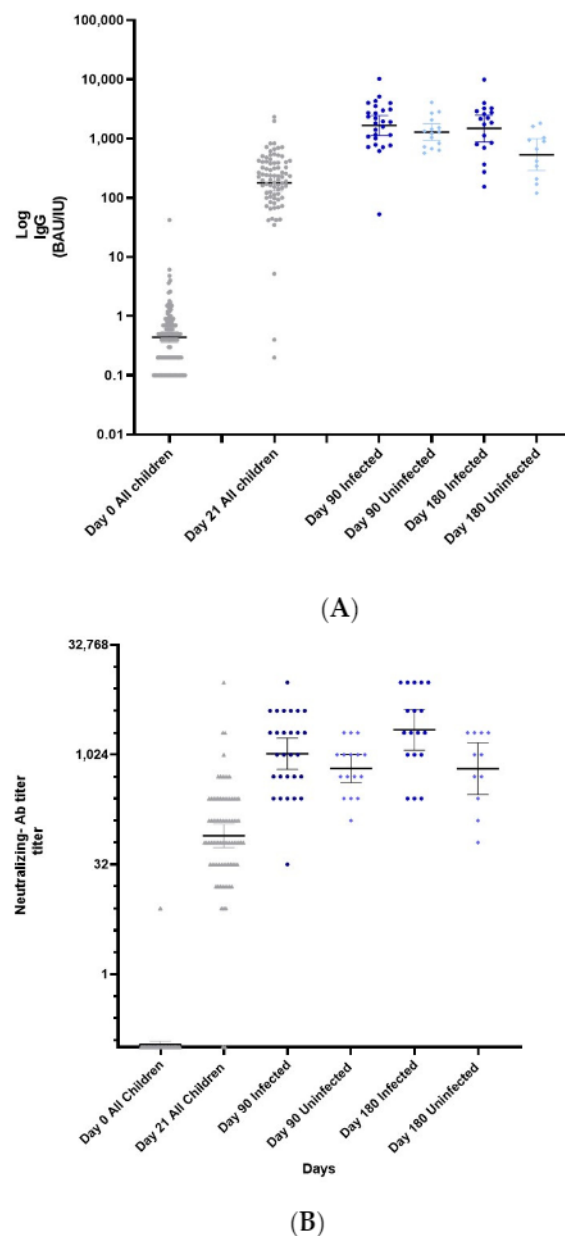 100,000
10,000
1,000
100
10
1
0.1
0.01
Log
IgG
(BAU/IU)
Day 0 All children
Day 21 All children
Day 90 Infected
Day 90 Uninfected
Day 180 Infected
Day 180 Uninfected
(A)
32,768
1,024
32
1
Neutralizing- Ab titer
titer
Day 0 All Children
Day 21 All Children
Day 90 Infected
Day 90 Uninfected
Day 180 Infected
Day 180 Uninfected
Days
(B)